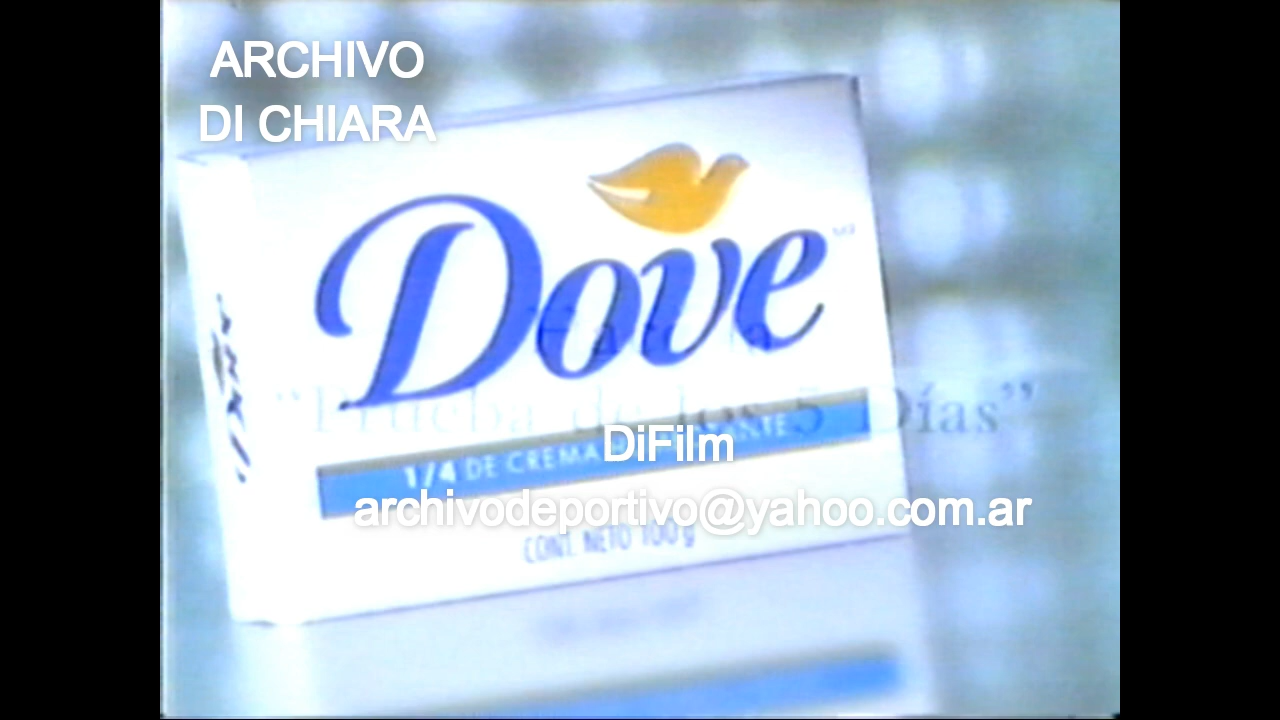 ARCHIVO
DI CHIARA
Dove
"Prueba de los 5 Días"
1/4 DE CREMA
DiFilm
archivodeportivo@yahoo.com.ar
CONT. NETO 100 g